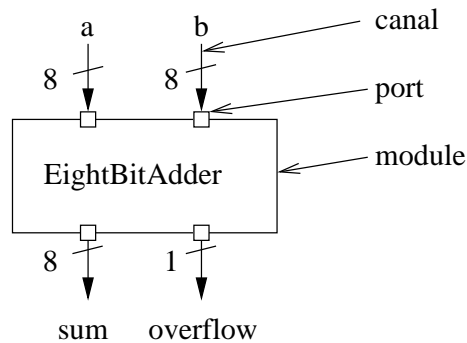 a
b
canal
8
8
port
module
EightBitAdder
8
1
sum
overflow